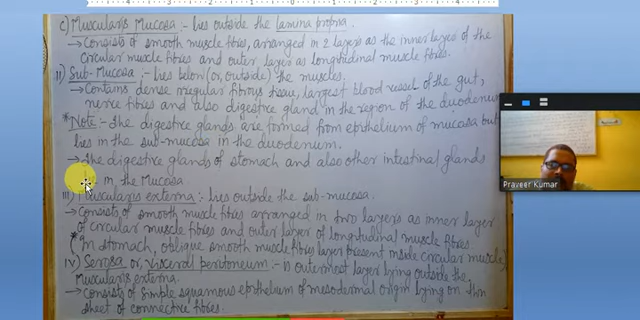 c) Muscularis Mucosa - lies outside the lamina propria.
→ Consists of smooth muscle fibres, arranged in 2 layers as the inner layer of the
circular muscle fibres and outer layer as longitudinal muscle fibres.
ii) Sub-Mucosa - lies below (or, outside) the muscles.
→ Contains dense irregular fibrous tissue, largest blood vessel of the gut,
nerve fibres and also digestive gland in the region of the duodenum
*Note :- The digestive glands are formed from epithelium of mucosa but
lies in the sub-mucosa in the duodenum.
→ The digestive glands of stomach and also other intestinal glands
in the Mucosa
iii) Muscularis externa :- lies outside the sub-mucosa.
→ Consists of smooth muscle fibres arranged in two layers as inner layer
of circular muscle fibres and outer layer of longitudinal muscle fibres.
*(In stomach, oblique smooth muscle fibres layer present inside circular muscle)
iv) Serosa or, visceral peritoneum :- is outermost layer lying outside the
Muscularis externa.
→ Consists of simple squamous epithelium of mesodermal origin lying on thin
sheet of connective fibres.
Praveer Kumar